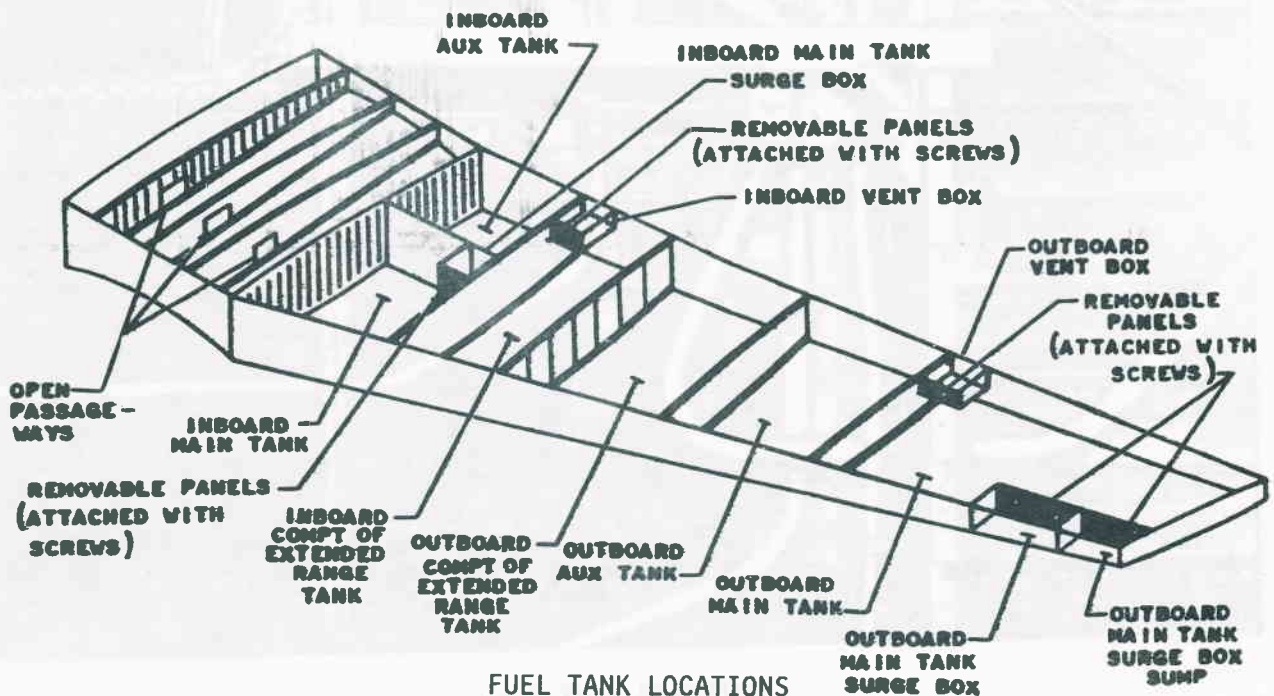 INBOARD
AUX TANK
INBOARD MAIN TANK
SURGE BOX
REMOVABLE PANELS
(ATTACHED WITH SCREWS)
INBOARD VENT BOX
OUTBOARD
VENT BOX
REMOVABLE
PANELS
(ATTACHED WITH
SCREWS)
OPEN
PASSAGE-
WAYS
INBOARD
MAIN TANK
REMOVABLE PANELS
(ATTACHED WITH
SCREWS)
INBOARD
COMPT OF
EXTENDED
RANGE
TANK
OUTBOARD
COMPT OF
EXTENDED
RANGE
TANK
OUTBOARD
AUX TANK
OUTBOARD
MAIN TANK
OUTBOARD
MAIN TANK
SURGE BOX
OUTBOARD
MAIN TANK
SURGE BOX
SUMP
FUEL TANK LOCATIONS